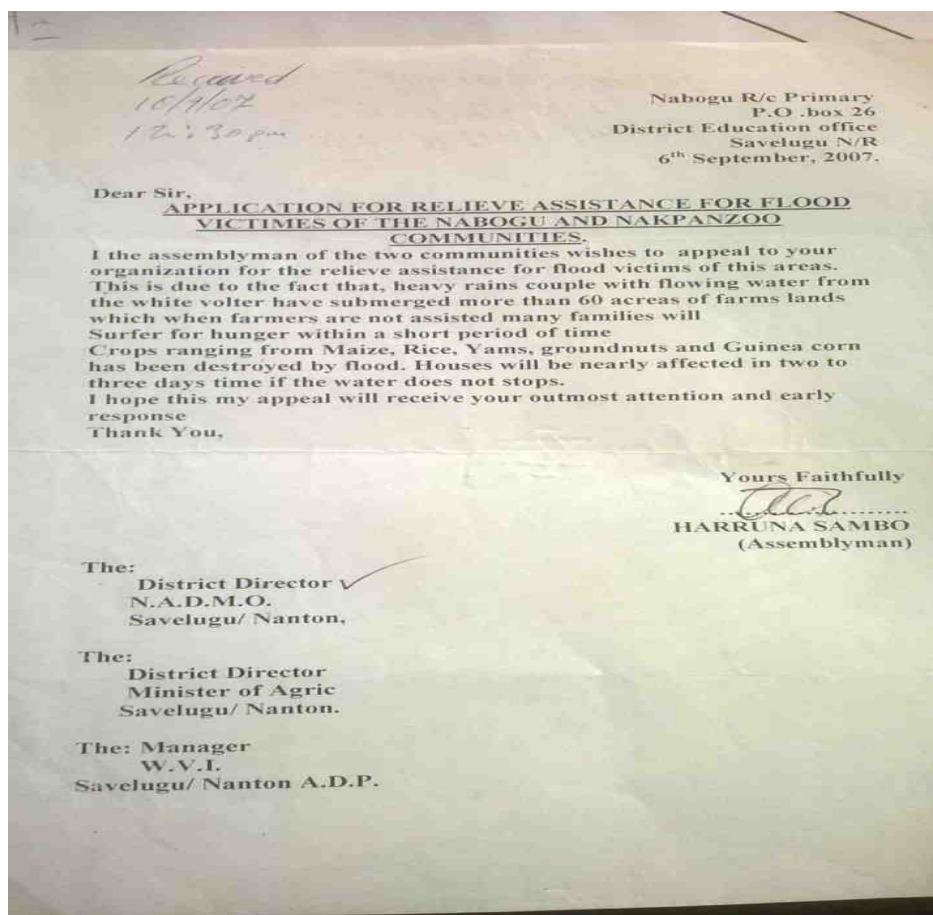 Received
10/9/07
12:30 pm
Nabogu R/c Primary
P.O .box 26
District Education office
Savelugu N/R
6th September, 2007.
Dear Sir,
APPLICATION FOR RELIEVE ASSISTANCE FOR FLOOD
VICTIMES OF THE NABOGU AND NAKPANZOO
COMMUNITIES.
I the assemblyman of the two communities wishes to appeal to your
organization for the relieve assistance for flood victims of this areas.
This is due to the fact that, heavy rains couple with flowing water from
the white volter have submerged more than 60 acreas of farms lands
which when farmers are not assisted many families will
Surfer for hunger within a short period of time
Crops ranging from Maize, Rice, Yams, groundnuts and Guinea corn
has been destroyed by flood. Houses will be nearly affected in two to
three days time if the water does not stops.
I hope this my appeal will receive your outmost attention and early
response
Thank You,
Yours Faithfully
HARRUNA SAMBO
(Assemblyman)
The:
District Director
N.A.D.M.O.
Savelugu/ Nanton,
The:
District Director
Minister of Agric
Savelugu/ Nanton.
The: Manager
W.V.I.
Savelugu/ Nanton A.D.P.